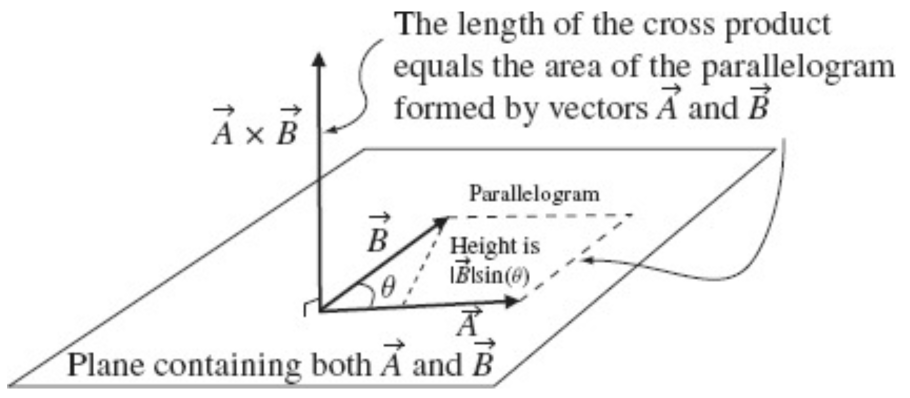 The length of the cross product
equals the area of the parallelogram
formed by vectors A⃗ and B⃗
A⃗ × B⃗
Parallelogram
B⃗
Height is
|B⃗|sin(θ)
θ
A⃗
Plane containing both A⃗ and B⃗